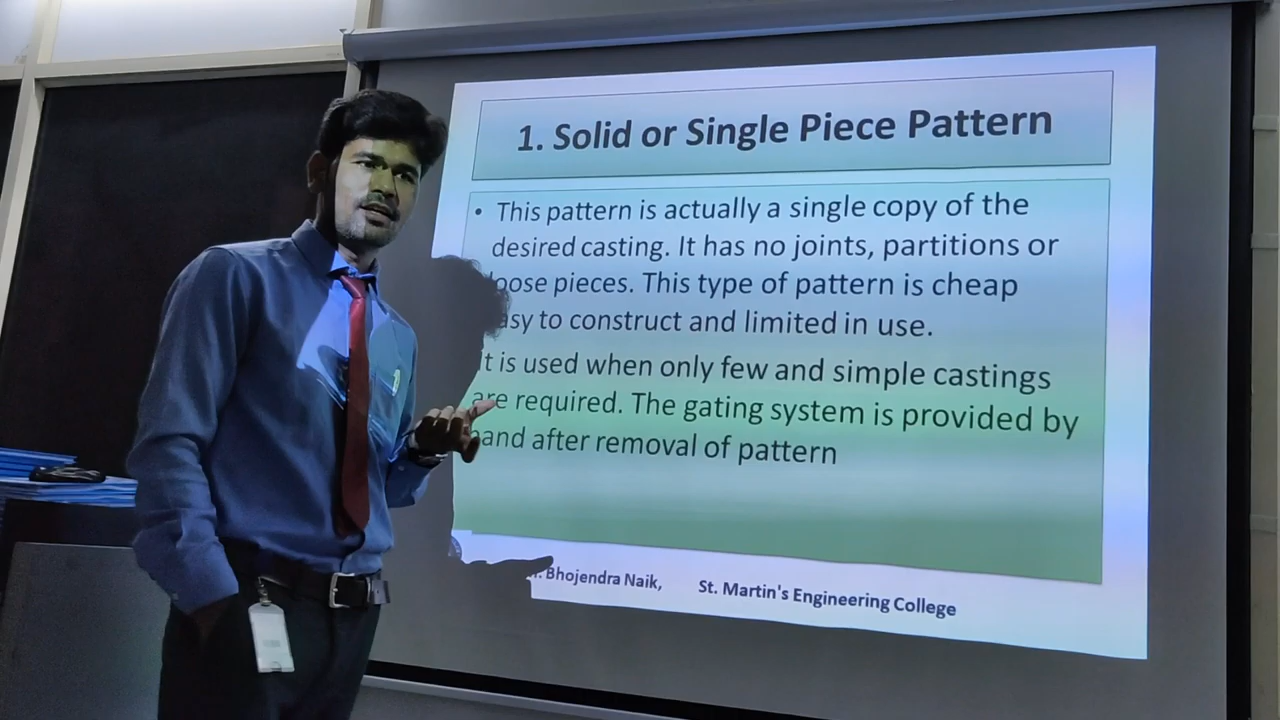 1. Solid or Single Piece Pattern
• This pattern is actually a single copy of the
desired casting. It has no joints, partitions or
oose pieces. This type of pattern is cheap
asy to construct and limited in use.
It is used when only few and simple castings
are required. The gating system is provided by
hand after removal of pattern
Bhojendra Naik, St. Martin's Engineering College